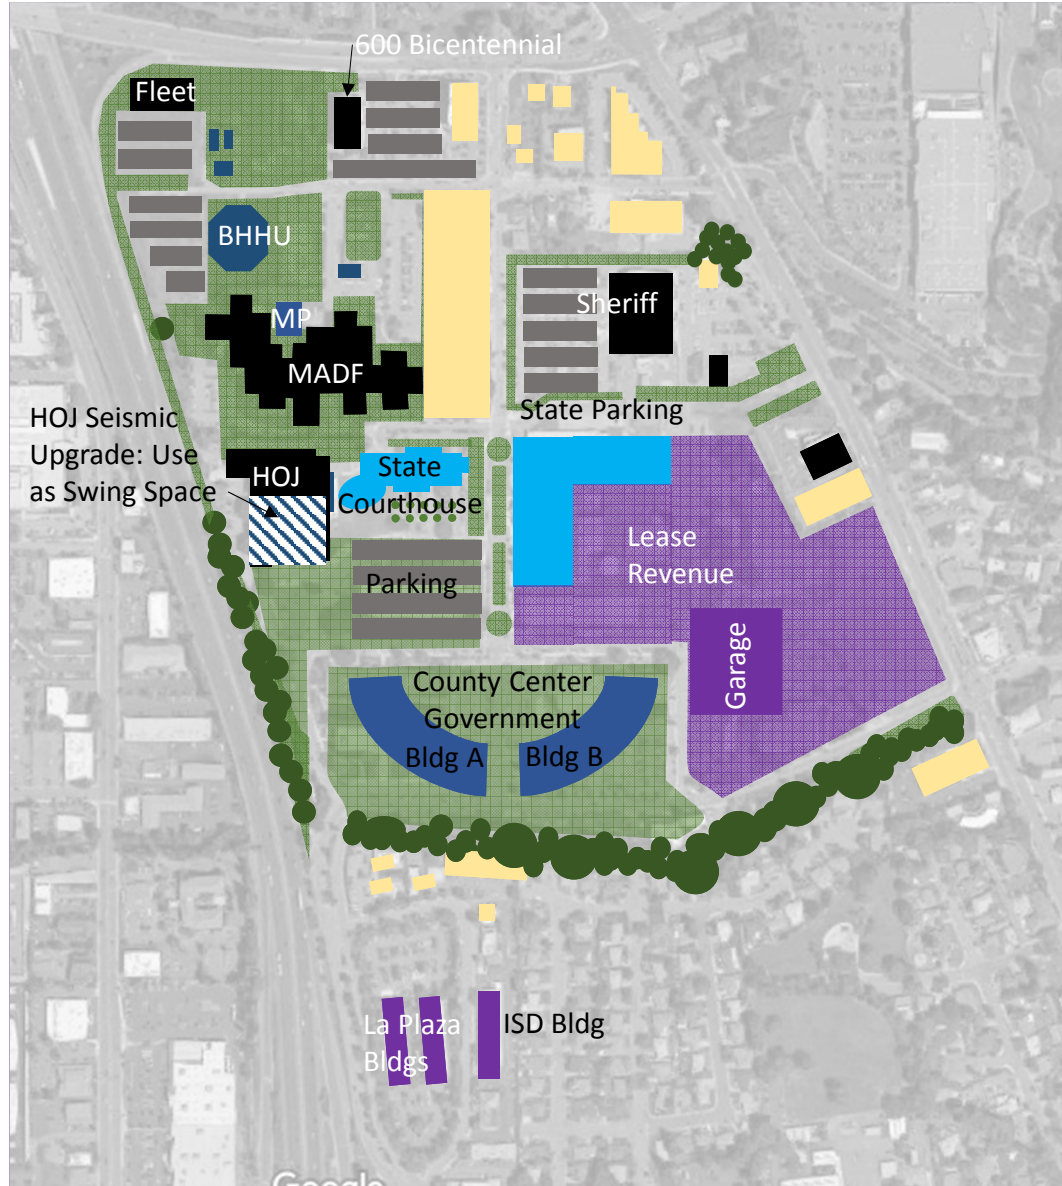 600 Bicentennial
Fleet
BHHU
MP
Sheriff
MADF
State Parking
HOJ Seismic
Upgrade: Use
as Swing Space
HOJ
State
Courthouse
Lease
Revenue
Parking
Garage
County Center
Government
Bldg A
Bldg B
La Plaza
Bldgs
ISD Bldg
Google